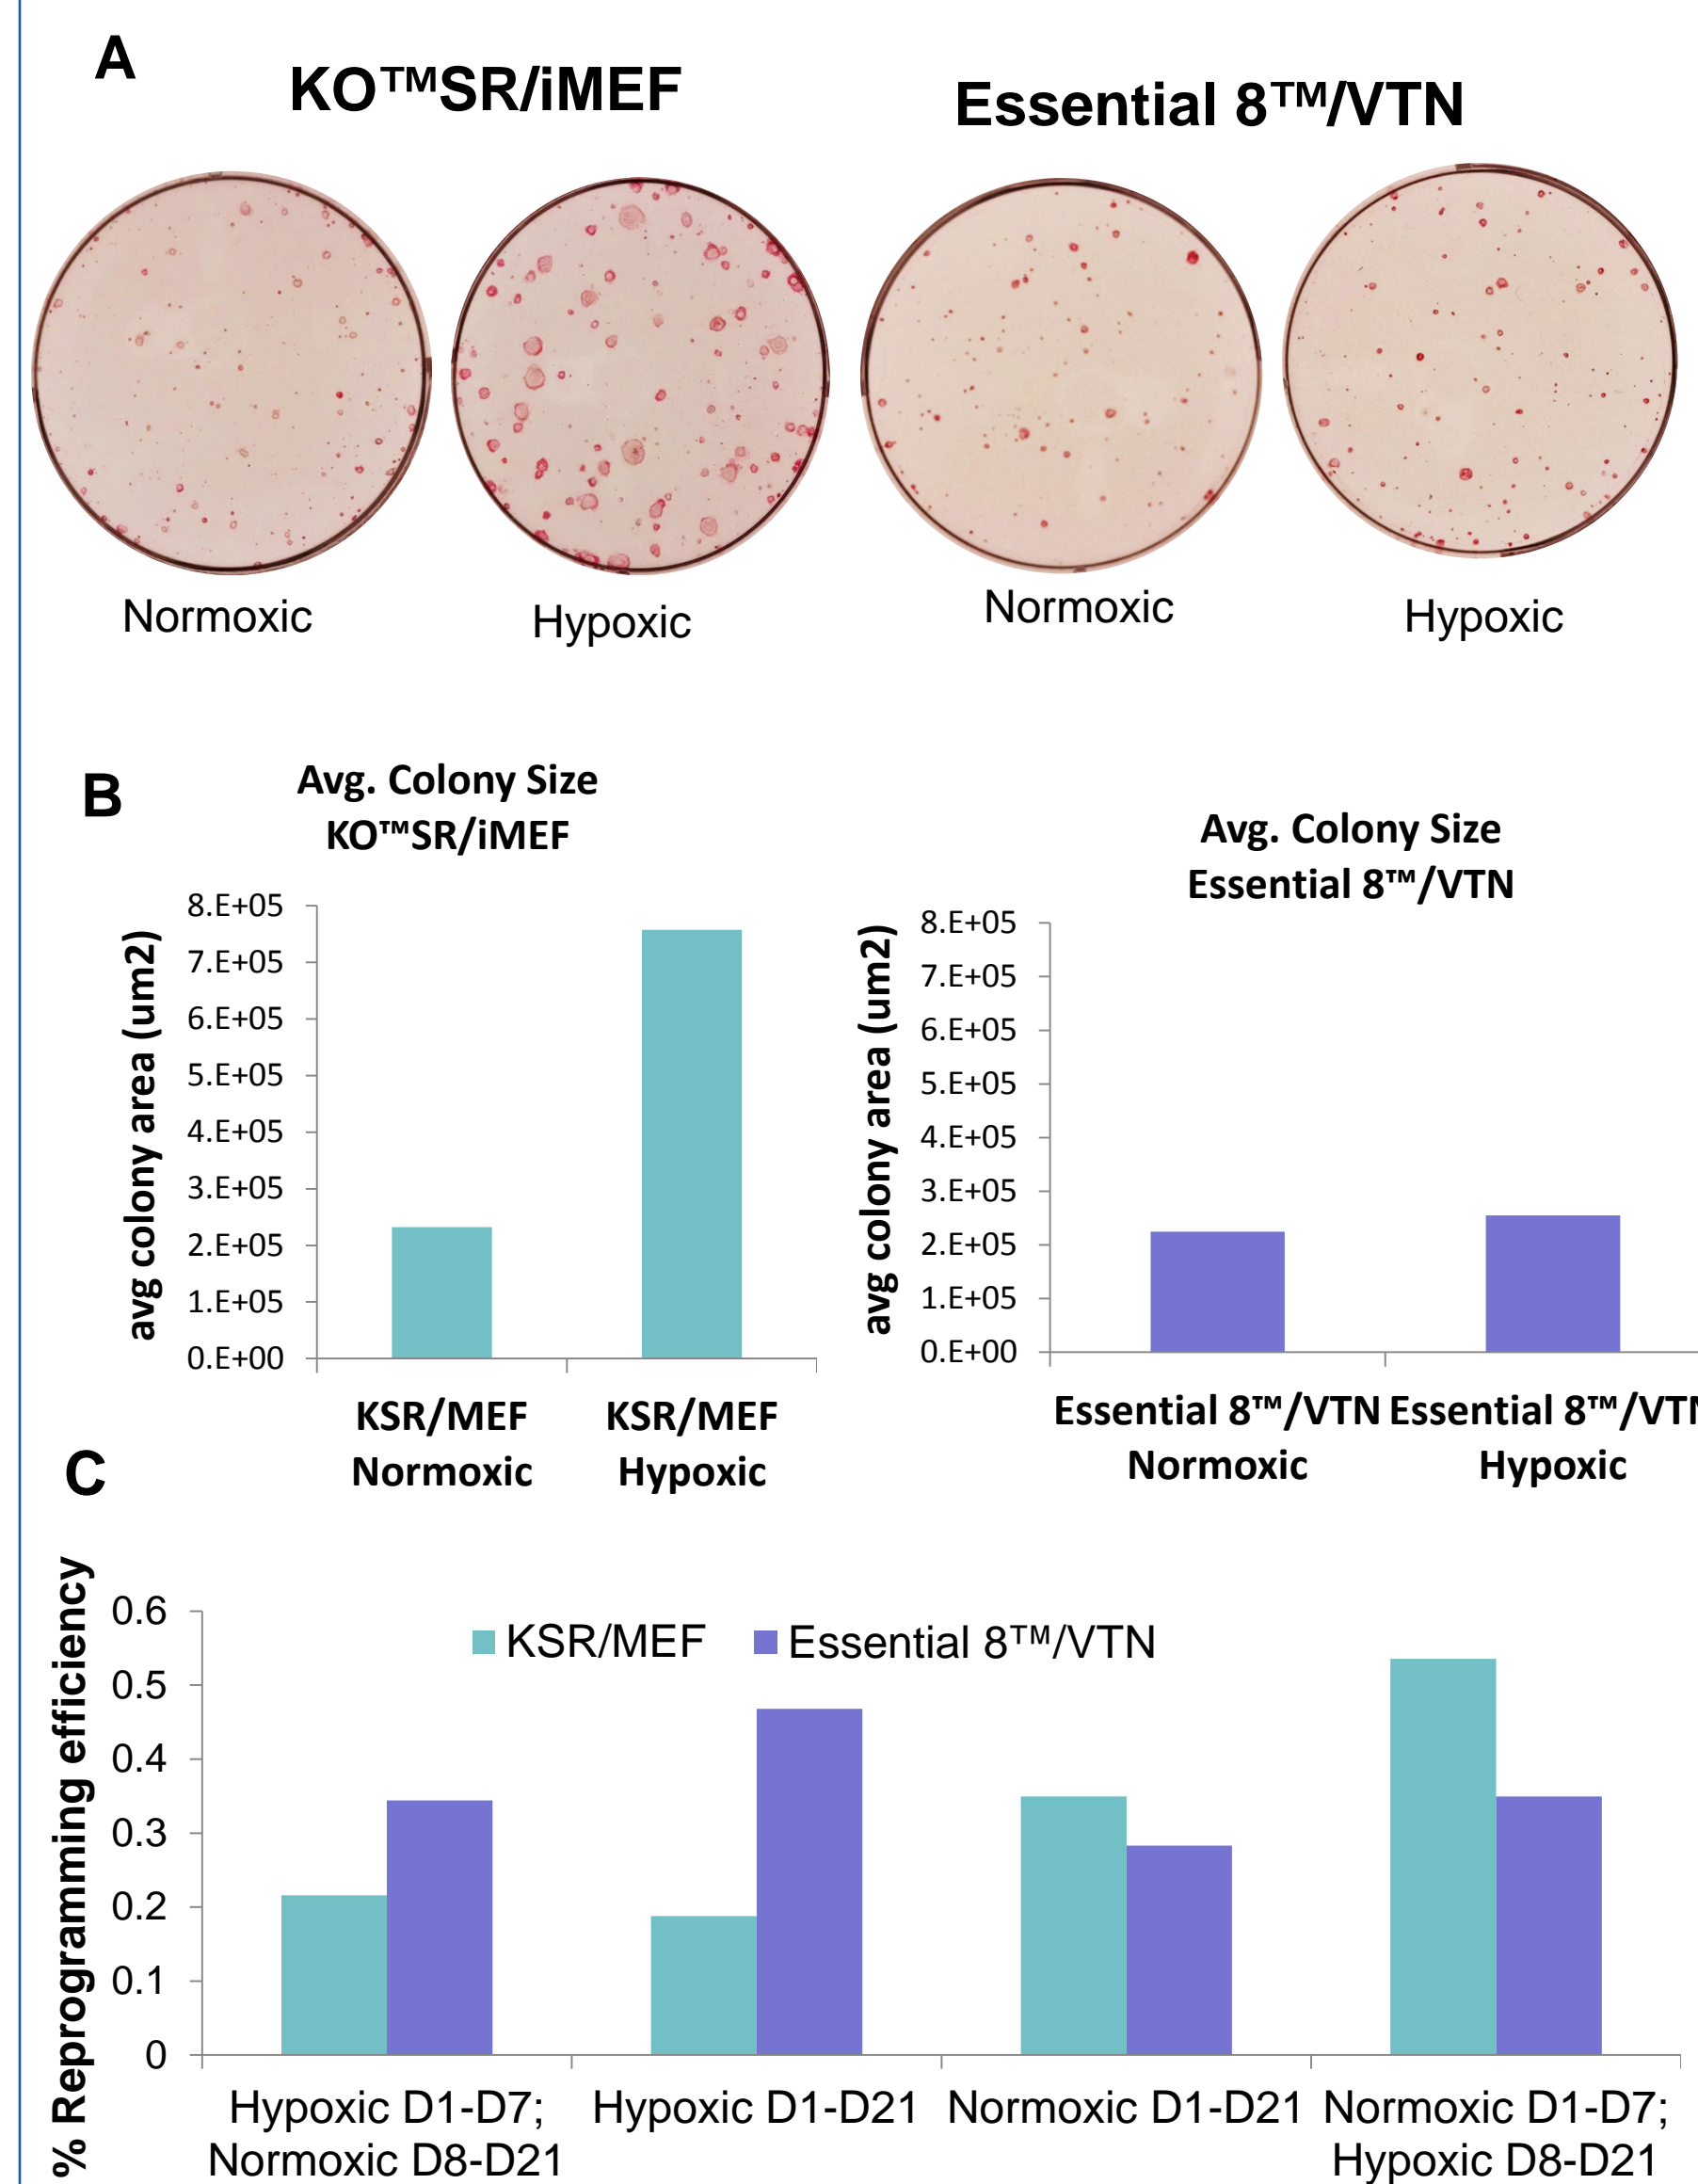 A
KO™SR/iMEF
Essential 8™/VTN
Normoxic
Hypoxic
Normoxic
Hypoxic
B
Avg. Colony Size
KO™SR/iMEF
avg colony area (um2)
8.E+05
7.E+05
6.E+05
5.E+05
4.E+05
3.E+05
2.E+05
1.E+05
0.E+00
KSR/MEF
Normoxic
KSR/MEF
Hypoxic
Avg. Colony Size
Essential 8™/VTN
avg colony area (um2)
8.E+05
7.E+05
6.E+05
5.E+05
4.E+05
3.E+05
2.E+05
1.E+05
0.E+00
Essential 8™/VTN
Normoxic
Essential 8™/VTN
Hypoxic
C
% Reprogramming efficiency
0.6
0.5
0.4
0.3
0.2
0.1
0
KSR/MEF
Essential 8™/VTN
Hypoxic D1-D7;
Normoxic D8-D21
Hypoxic D1-D21
Normoxic D1-D21
Normoxic D1-D7;
Hypoxic D8-D21